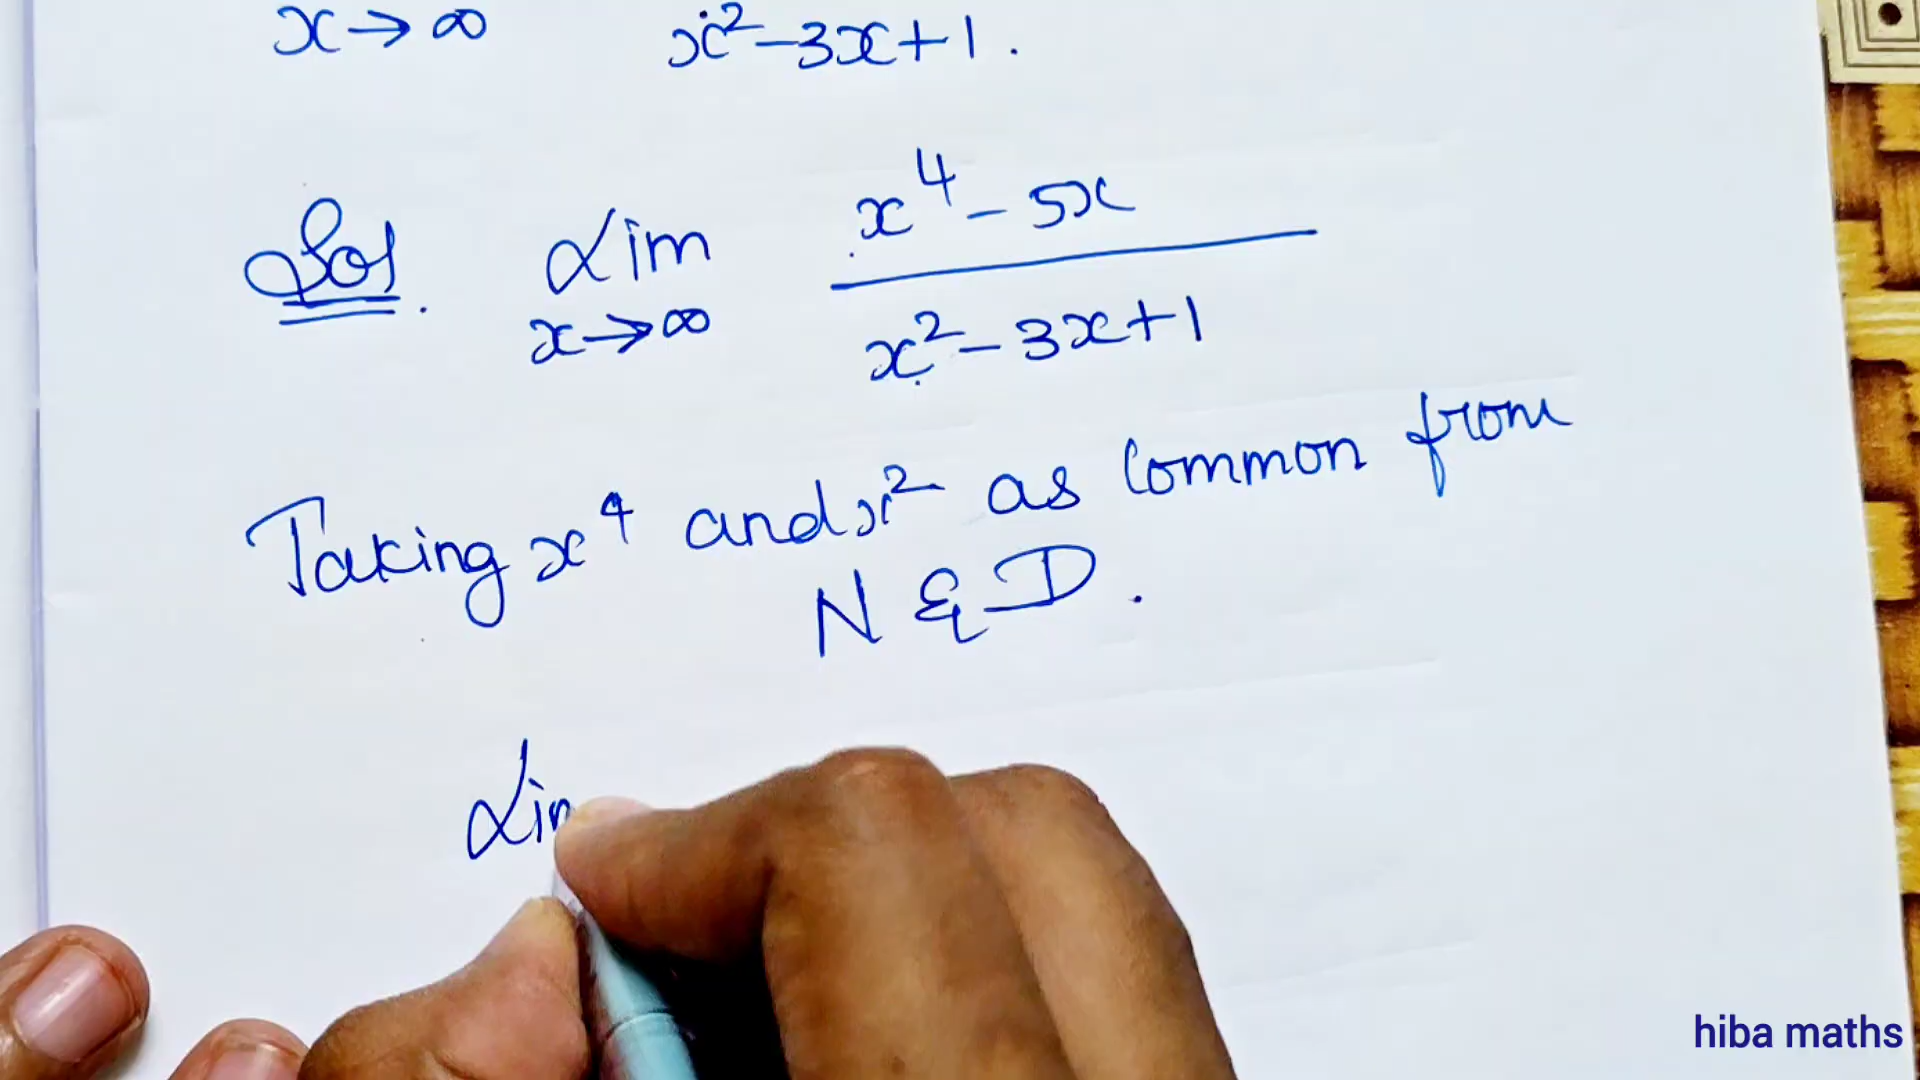 x → ∞ x² - 3x + 1 .
Sol. Lim x⁴ - 5x
x → ∞ x² - 3x + 1
Taking x⁴ and x² as common from
N & D .
Lim
hiba maths